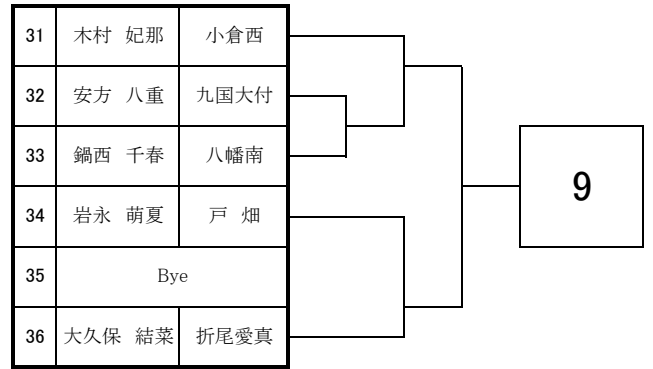 31 木村 妃那 小倉西
32 安方 八重 九国大付
33 鍋西 千春 八幡南
34 岩永 萌夏 戸 畑
35 Bye
36 大久保 結菜 折尾愛真
9